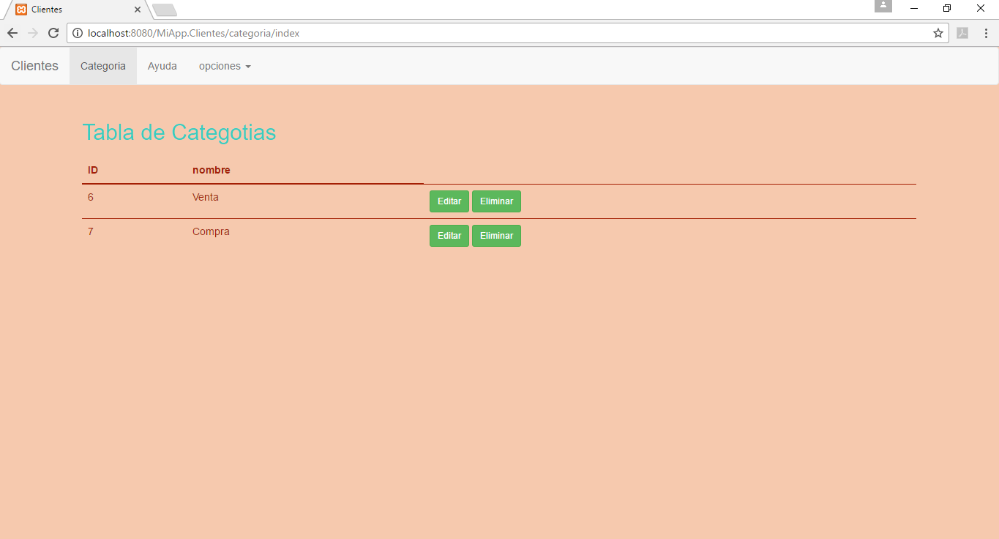 Clientes
localhost:8080/MiApp.Clientes/categoria/index
Clientes Categoria Ayuda opciones
Tabla de Categotias
ID nombre
6 Venta Editar Eliminar
7 Compra Editar Eliminar